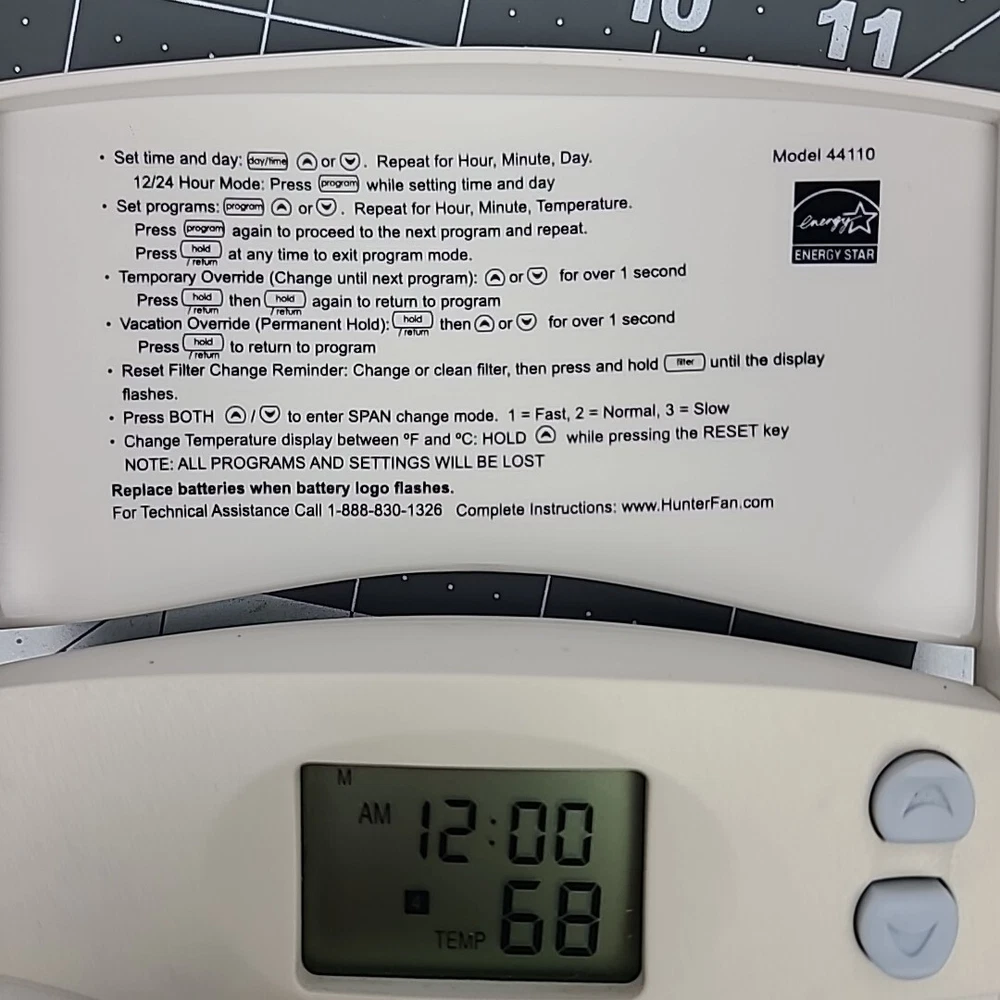 10 11
• Set time and day: day/time or . Repeat for Hour, Minute, Day.
Model 44110
12/24 Hour Mode: Press program while setting time and day
• Set programs: program or . Repeat for Hour, Minute, Temperature.
energy
ENERGY STAR
Press program again to proceed to the next program and repeat.
Press hold /return at any time to exit program mode.
• Temporary Override (Change until next program): or for over 1 second
Press hold /return then hold /return again to return to program
• Vacation Override (Permanent Hold): hold /return then or for over 1 second
Press hold /return to return to program
• Reset Filter Change Reminder: Change or clean filter, then press and hold filter until the display
flashes.
• Press BOTH / to enter SPAN change mode. 1 = Fast, 2 = Normal, 3 = Slow
• Change Temperature display between ºF and ºC: HOLD while pressing the RESET key
NOTE: ALL PROGRAMS AND SETTINGS WILL BE LOST
Replace batteries when battery logo flashes.
For Technical Assistance Call 1-888-830-1326 Complete Instructions: www.HunterFan.com
M
AM 12:00
4
TEMP 68